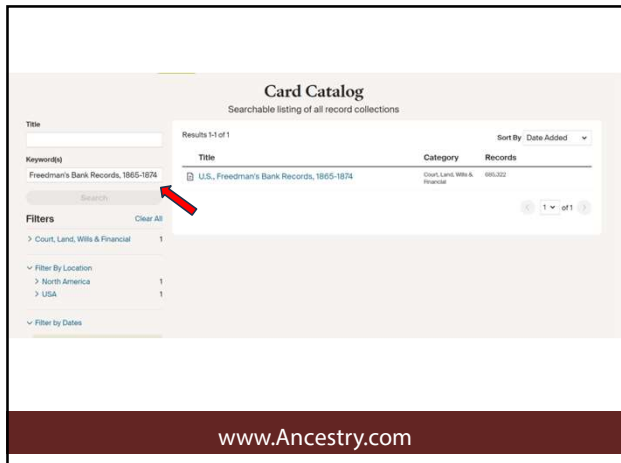 Card Catalog
Searchable listing of all record collections
Title
Keyword(s)
Freedman's Bank Records, 1865-1874
Search
Filters Clear All
Court, Land, Wills & Financial 1
Filter By Location
North America 1
USA 1
Filter by Dates
Results 1-1 of 1 Sort By Date Added
Title Category Records
U.S., Freedman's Bank Records, 1865-1874 Court, Land, Wills &
Financial
1 of 1
www.Ancestry.com